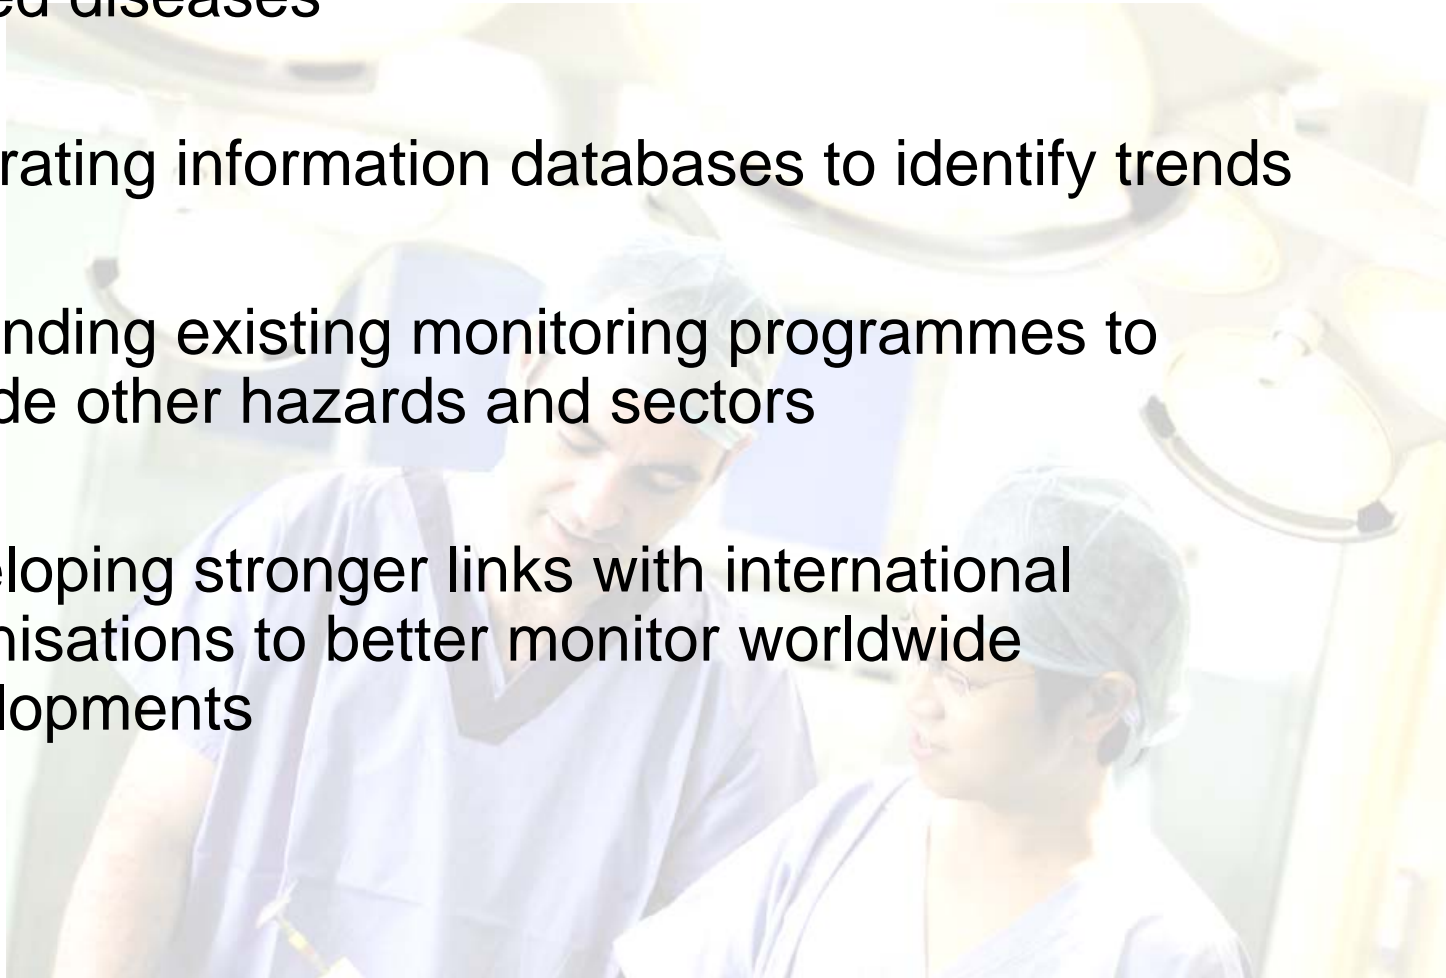 ed diseases
rating information databases to identify trends
nding existing monitoring programmes to
de other hazards and sectors
loping stronger links with international
nisations to better monitor worldwide
lopments